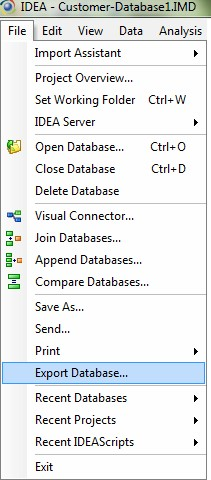 IDEA - Customer-Database1.IMD
File Edit View Data Analysis
Import Assistant
Project Overview...
Set Working Folder Ctrl+W
IDEA Server
Open Database... Ctrl+O
Close Database Ctrl+D
Delete Database
Visual Connector...
Join Databases...
Append Databases...
Compare Databases...
Save As...
Send...
Print
Export Database...
Recent Databases
Recent Projects
Recent IDEAScripts
Exit